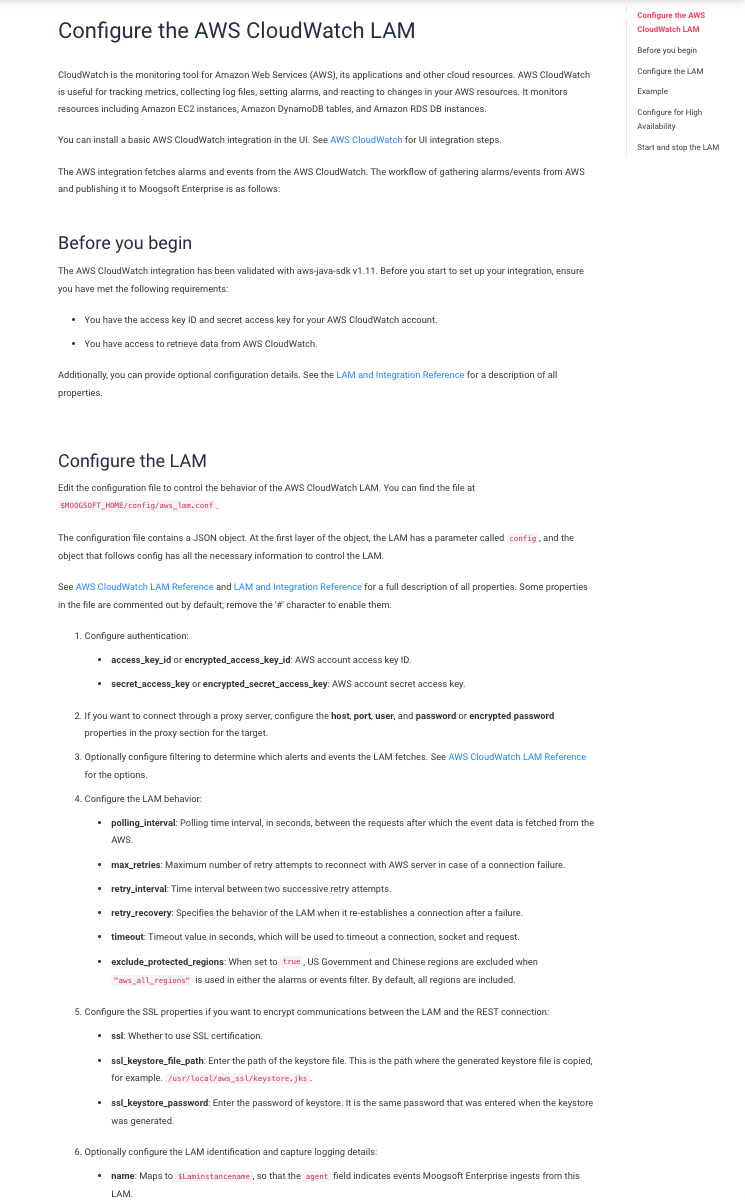 Configure the AWS CloudWatch LAM
CloudWatch is the monitoring tool for Amazon Web Services (AWS), its applications and other cloud resources. AWS CloudWatch
is useful for tracking metrics, collecting log files, setting alarms, and reacting to changes in your AWS resources. It monitors
resources including Amazon EC2 instances, Amazon DynamoDB tables, and Amazon RDS DB instances.
You can install a basic AWS CloudWatch integration in the UI. See AWS CloudWatch for UI integration steps.
The AWS integration fetches alarms and events from the AWS CloudWatch. The workflow of gathering alarms/events from AWS
and publishing it to Moogsoft Enterprise is as follows:
Before you begin
The AWS CloudWatch integration has been validated with aws-java-sdk v1.11. Before you start to set up your integration, ensure
you have met the following requirements:
• You have the access key ID and secret access key for your AWS CloudWatch account.
• You have access to retrieve data from AWS CloudWatch.
Additionally, you can provide optional configuration details. See the LAM and Integration Reference for a description of all
properties.
Configure the LAM
Edit the configuration file to control the behavior of the AWS CloudWatch LAM. You can find the file at
$MOOGSOFT_HOME/config/aws_lam.conf.
The configuration file contains a JSON object. At the first layer of the object, the LAM has a parameter called config, and the
object that follows config has all the necessary information to control the LAM.
See AWS CloudWatch LAM Reference and LAM and Integration Reference for a full description of all properties. Some properties
in the file are commented out by default; remove the '#' character to enable them.
1. Configure authentication:
• access_key_id or encrypted_access_key_id: AWS account access key ID.
• secret_access_key or encrypted_secret_access_key: AWS account secret access key.
2. If you want to connect through a proxy server, configure the host, port, user, and password or encrypted password
properties in the proxy section for the target.
3. Optionally configure filtering to determine which alerts and events the LAM fetches. See AWS CloudWatch LAM Reference
for the options.
4. Configure the LAM behavior:
• polling_interval: Polling time interval, in seconds, between the requests after which the event data is fetched from the
AWS.
• max_retries: Maximum number of retry attempts to reconnect with AWS server in case of a connection failure.
• retry_interval: Time interval between two successive retry attempts.
• retry_recovery: Specifies the behavior of the LAM when it re-establishes a connection after a failure.
• timeout: Timeout value in seconds, which will be used to timeout a connection, socket and request.
• exclude_protected_regions: When set to true, US Government and Chinese regions are excluded when
"aws_all_regions" is used in either the alarms or events filter. By default, all regions are included.
5. Configure the SSL properties if you want to encrypt communications between the LAM and the REST connection:
• ssl: Whether to use SSL certification.
• ssl_keystore_file_path: Enter the path of the keystore file. This is the path where the generated keystore file is copied,
for example. /usr/local/aws_ssl/keystore.jks.
• ssl_keystore_password: Enter the password of keystore. It is the same password that was entered when the keystore
was generated.
6. Optionally configure the LAM identification and capture logging details:
• name: Maps to $Laminstancename, so that the agent field indicates events Moogsoft Enterprise ingests from this
LAM.
Configure the AWS
CloudWatch LAM
Before you begin
Configure the LAM
Example
Configure for High
Availability
Start and stop the LAM